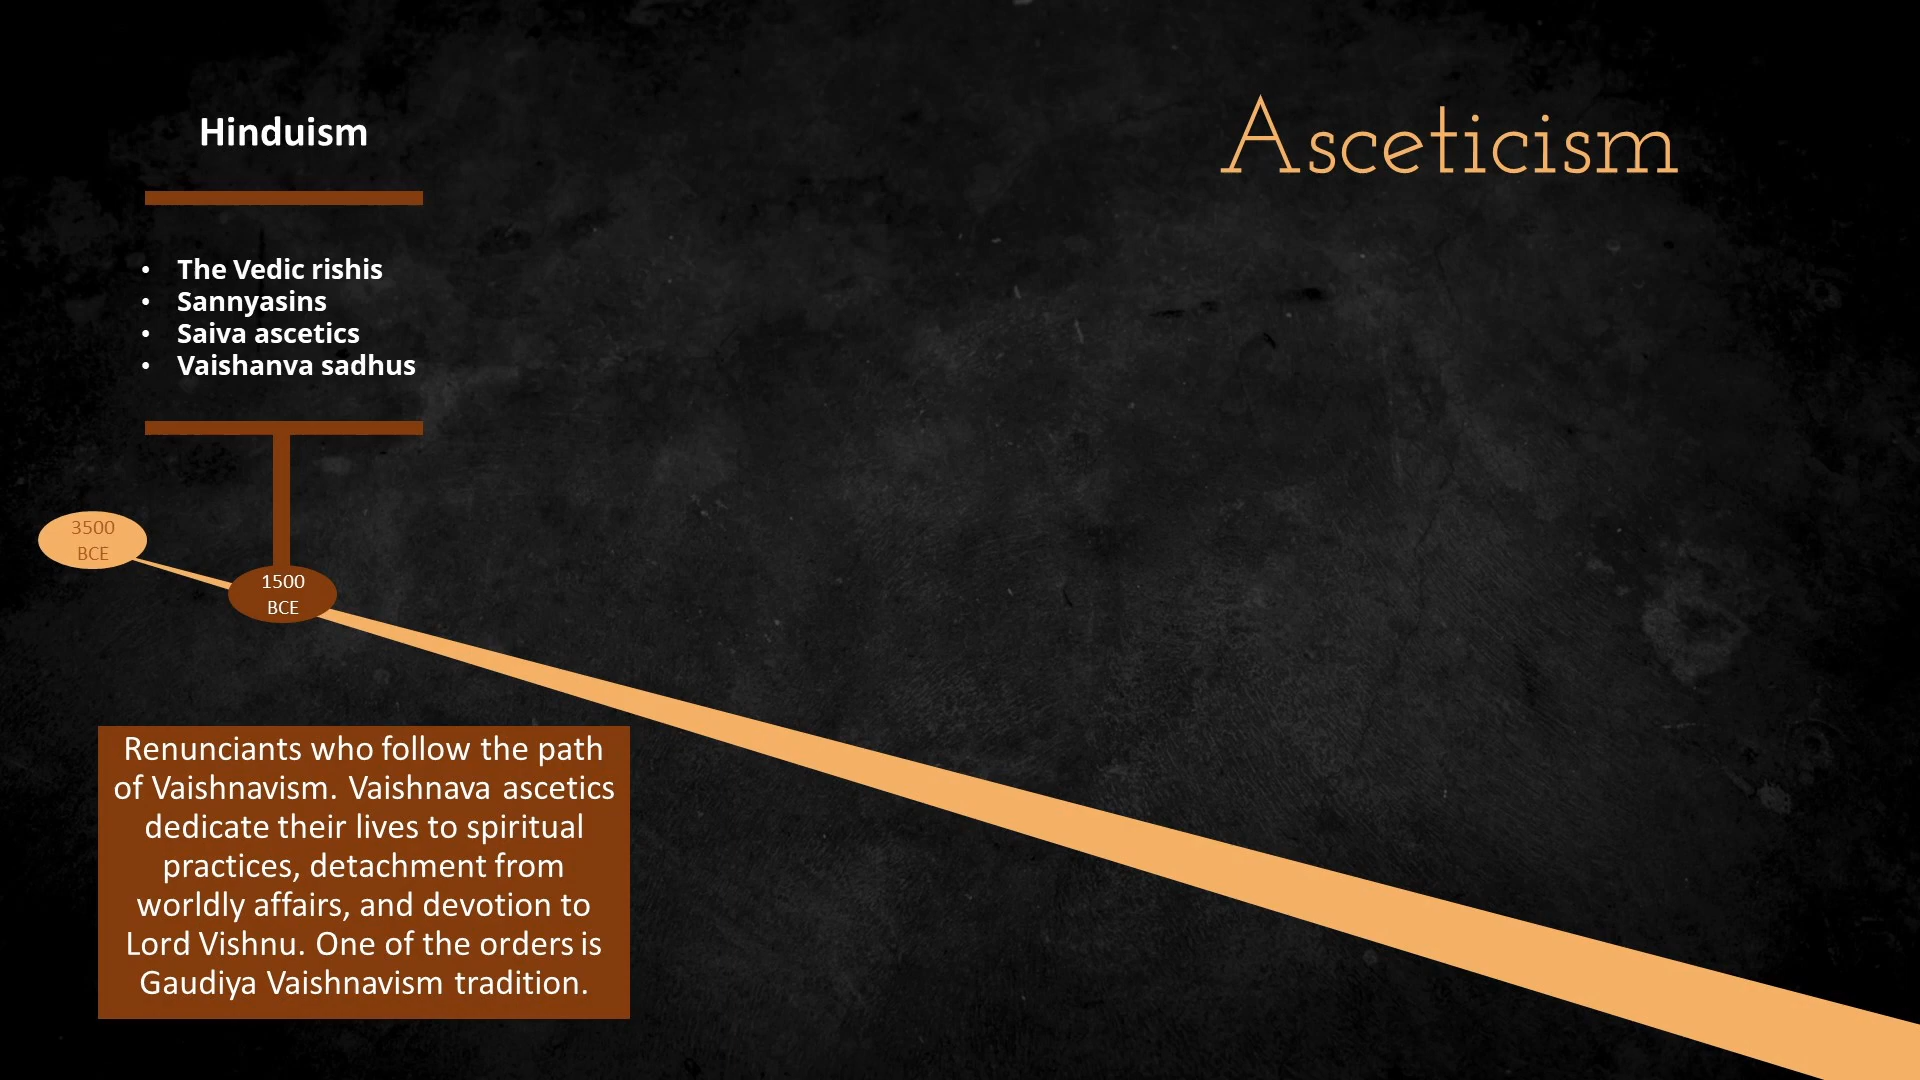 Asceticism
Hinduism
• The Vedic rishis
• Sannyasins
• Saiva ascetics
• Vaishanva sadhus
3500
BCE
1500
BCE
Renunciants who follow the path
of Vaishnavism. Vaishnava ascetics
dedicate their lives to spiritual
practices, detachment from
worldly affairs, and devotion to
Lord Vishnu. One of the orders is
Gaudiya Vaishnavism tradition.